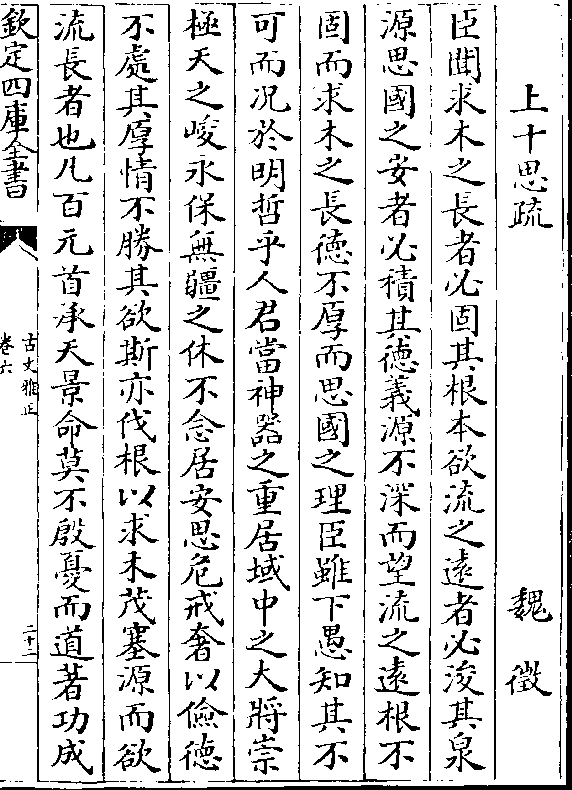 上十思疏 魏徵
臣聞求木之長者必固其根本欲流之遠者必浚其泉
源思國之安者必積其徳義源不深而望流之遠根不
固而求木之長徳不厚而思國之理臣雖下愚知其不
可而况於明哲乎人君當神器之重居域中之大將崇
極天之峻永保無疆之休不念居安思危戒奢以儉徳
不處其厚情不勝其欲斯亦伐根以求木茂塞源而欲
流長者也凡百元首承天景命莫不殷憂而道著功成
欽定四庫全書
古文雅正
卷六
二十二